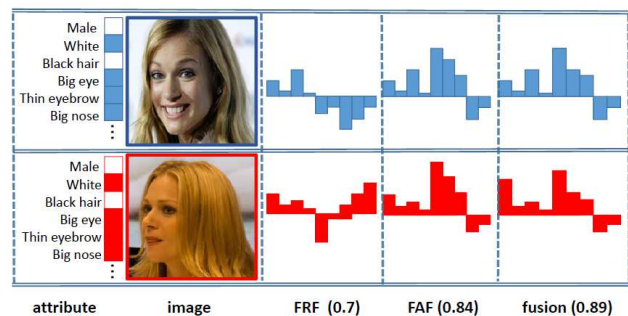 Male
White
Black hair
Big eye
Thin eyebrow
Big nose
⋮
Male
White
Black hair
Big eye
Thin eyebrow
Big nose
⋮
attribute image FRF (0.7) FAF (0.84) fusion (0.89)